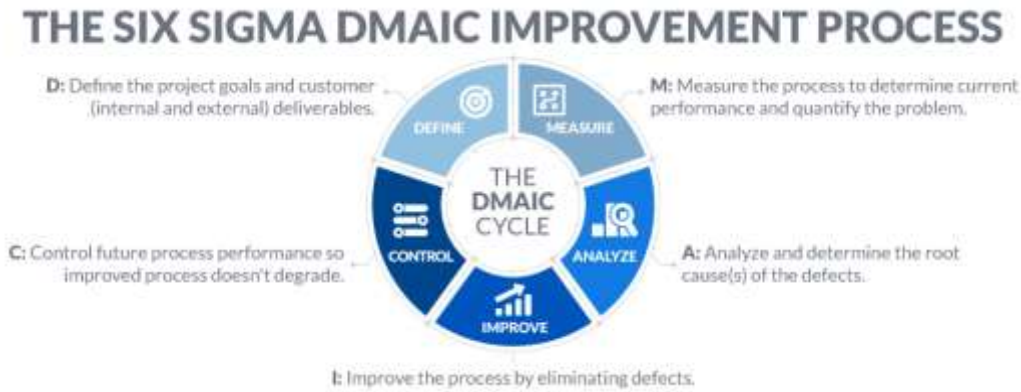 THE SIX SIGMA DMAIC IMPROVEMENT PROCESS
D: Define the project goals and customer
(internal and external) deliverables.
M: Measure the process to determine current
performance and quantify the problem.
DEFINE
MEASURE
THE
DMAIC
CYCLE
CONTROL
ANALYZE
C: Control future process performance so
improved process doesn't degrade.
A: Analyze and determine the root
cause(s) of the defects.
IMPROVE
I: Improve the process by eliminating defects.